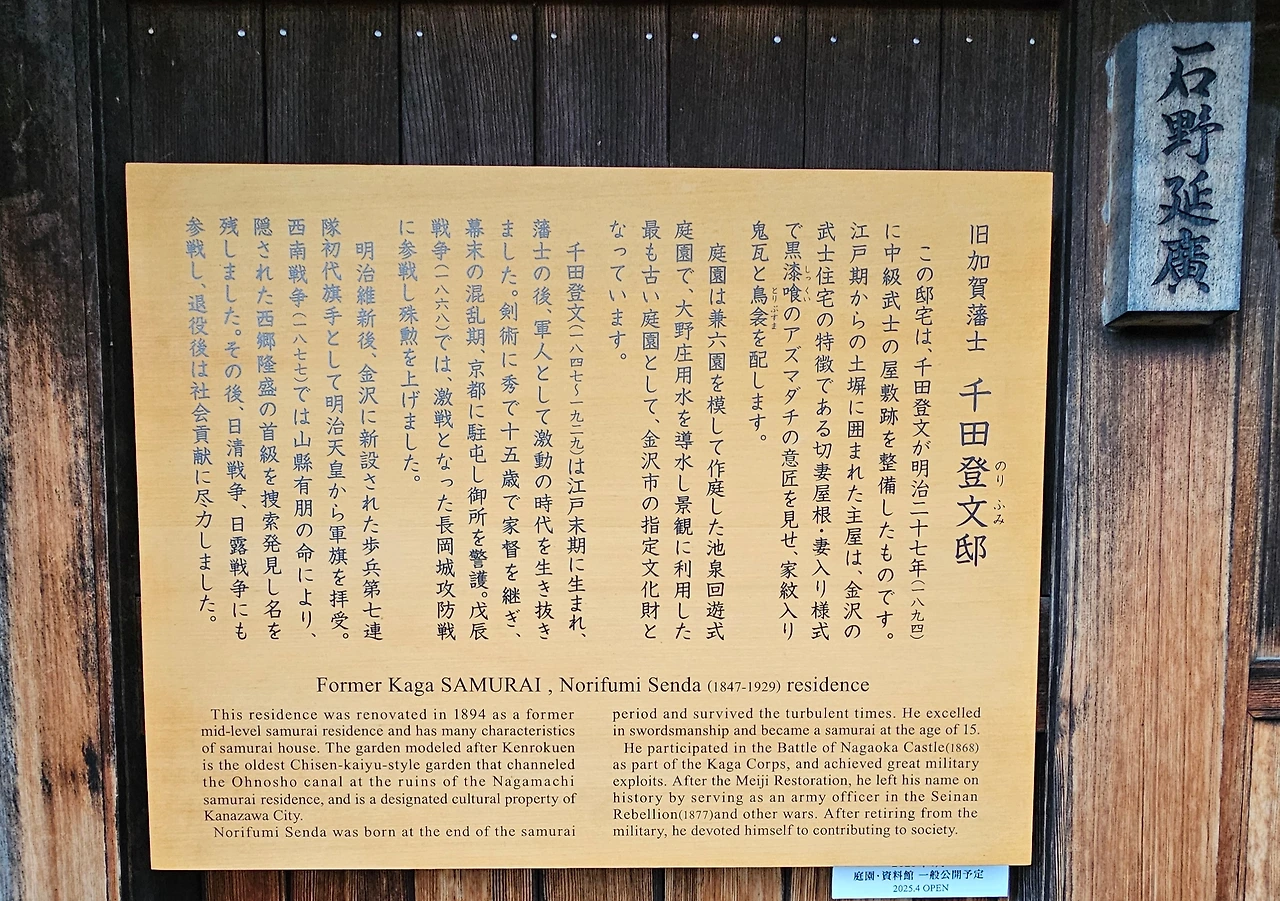 石野延廣
旧加賀藩士 千田登文邸
のり ふみ
この邸宅は、千田登文が明治二十七年(一八九四)
に中級武士の屋敷跡を整備したものです。
江戸期からの土塀に囲まれた主屋は、金沢の
武士住宅の特徴である切妻屋根・妻入り様式
で黒漆喰のアズマダチの意匠を見せ、家紋入り
しっくい
鬼瓦と鳥衾を配します。
とりぶすま
庭園は兼六園を模して作庭した池泉回遊式
庭園で、大野庄用水を導水し景観に利用した
最も古い庭園として、金沢市の指定文化財と
なっています。
千田登文(一八四七～一九二九)は江戸末期に生まれ、
藩士の後、軍人として激動の時代を生き抜き
ました。剣術に秀で十五歳で家督を継ぎ、
幕末の混乱期、京都に駐屯し御所を警護。戊辰
戦争(一八六八)では、激戦となった長岡城攻防戦
に参戦し殊勲を上げました。
明治維新後、金沢に新設された歩兵第七連
隊初代旗手として明治天皇から軍旗を拝受。
西南戦争(一八七七)では山縣有朋の命により、
隠された西郷隆盛の首級を捜索発見し名を
残しました。その後、日清戦争、日露戦争にも
参戦し、退役後は社会貢献に尽力しました。
Former Kaga SAMURAI , Norifumi Senda (1847-1929) residence
This residence was renovated in 1894 as a former
mid-level samurai residence and has many characteristics
of samurai house. The garden modeled after Kenrokuen
is the oldest Chisen-kaiyu-style garden that channeled
the Ohnosho canal at the ruins of the Nagamachi
samurai residence, and is a designated cultural property of
Kanazawa City.
Norifumi Senda was born at the end of the samurai
period and survived the turbulent times. He excelled
in swordsmanship and became a samurai at the age of 15.
He participated in the Battle of Nagaoka Castle(1868)
as part of the Kaga Corps, and achieved great military
exploits. After the Meiji Restoration, he left his name on
history by serving as an army officer in the Seinan
Rebellion(1877)and other wars. After retiring from the
military, he devoted himself to contributing to society.
庭園・資料館 一般公開予定
2025.4 OPEN